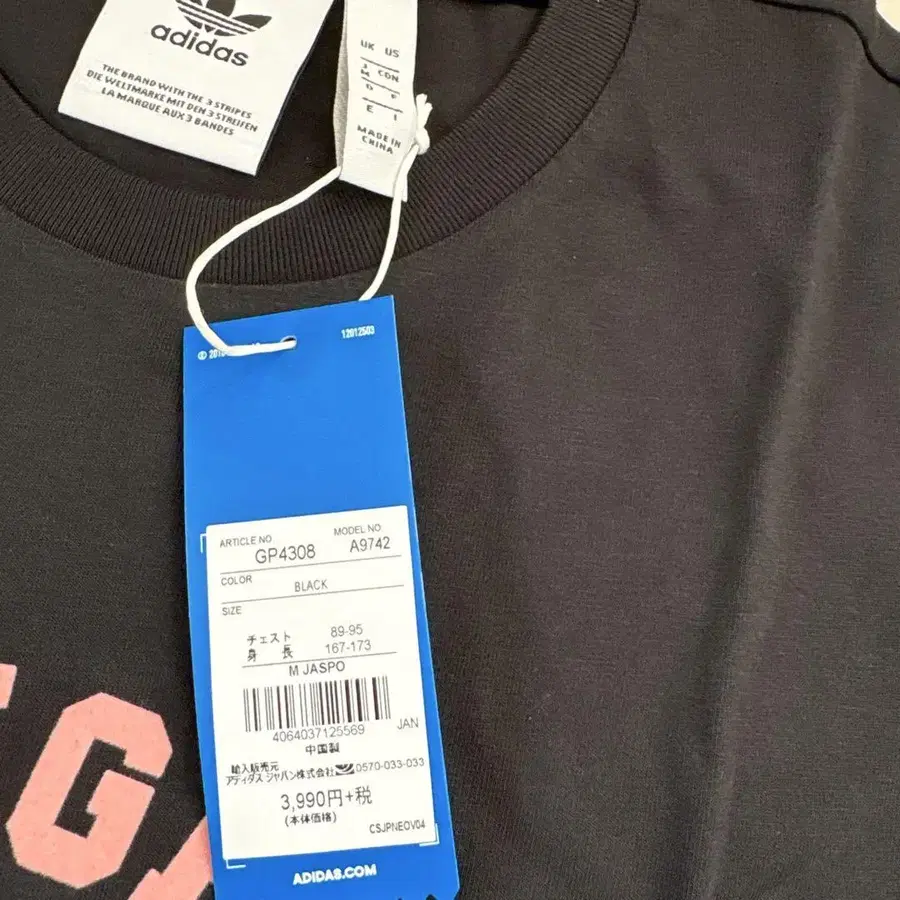 adidas
THE BRAND WITH THE 3 STRIPES
DIE WELTMARKE MIT DEN 3 STREIFEN
LA MARQUE AUX 3 BANDES
UK US
J CON
M
D F
E I
MADE IN
CHINA
12012503
ARTICLE NO MODEL NO
GP4308 A9742
COLOR
BLACK
SIZE
チェスト 89-95
身長 167-173
M JASPO
4064037125569 JAN
中国製
輸入販売元
アディダス ジャパン株式会社 0570-033-033
3,990円+税
(本体価格)
CSJPNEOV04
ADIDAS.COM
G